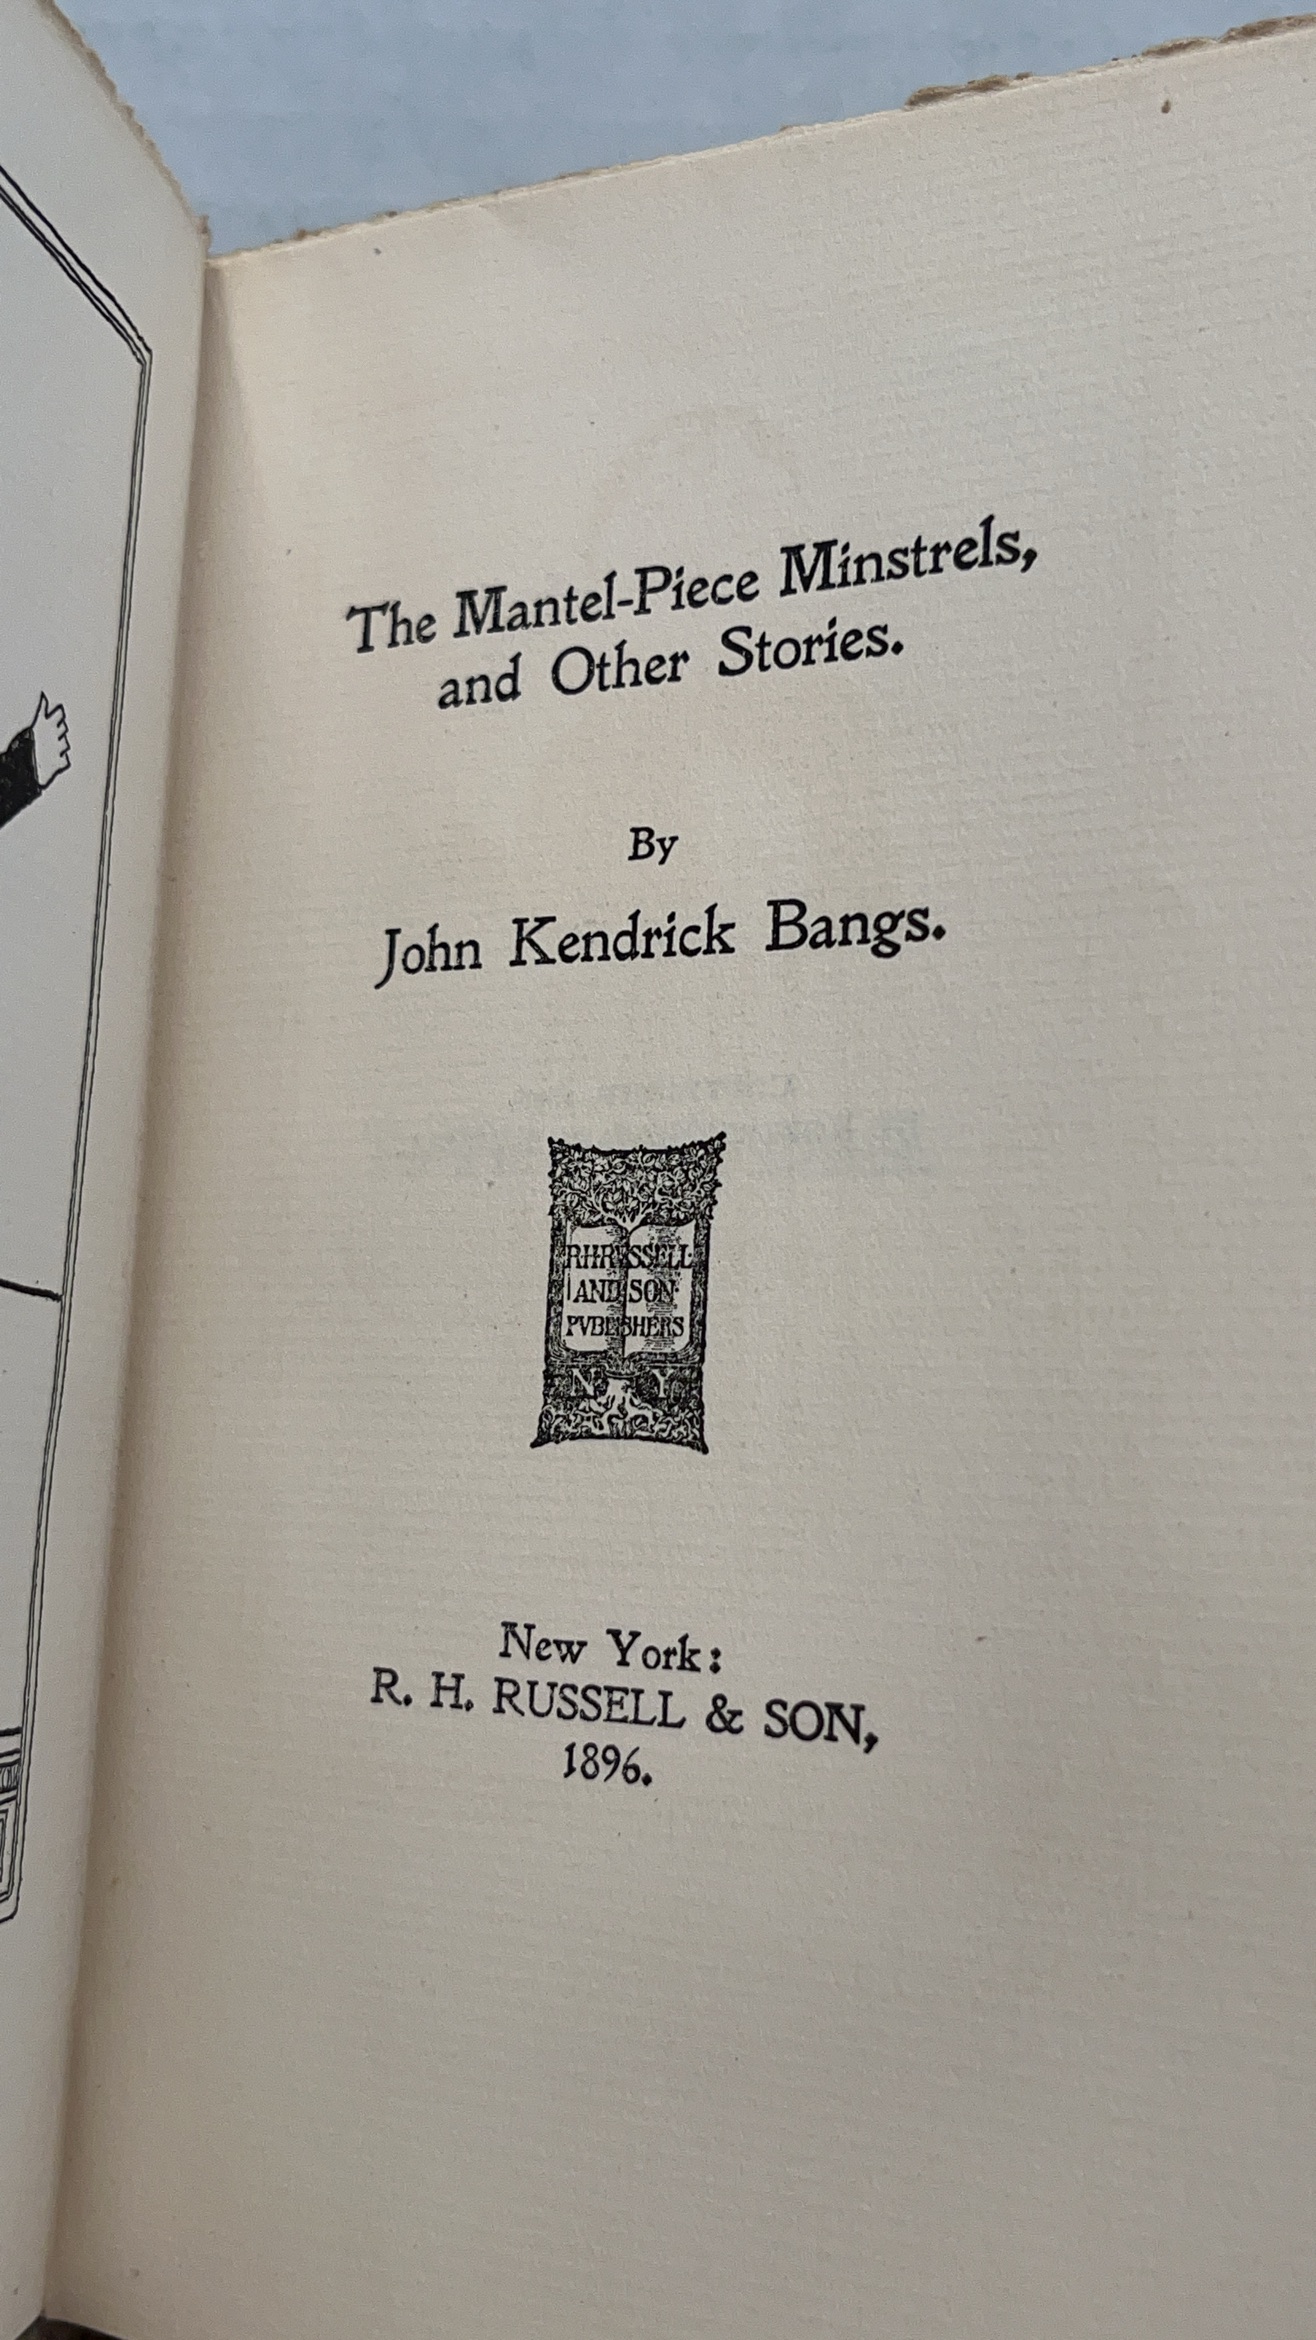 The Mantel-Piece Minstrels,
and Other Stories.
By
John Kendrick Bangs.
R·H·RVSSELL·
AND SON·
PVBLISHERS
N Y
New York:
R. H. RUSSELL & SON,
1896.